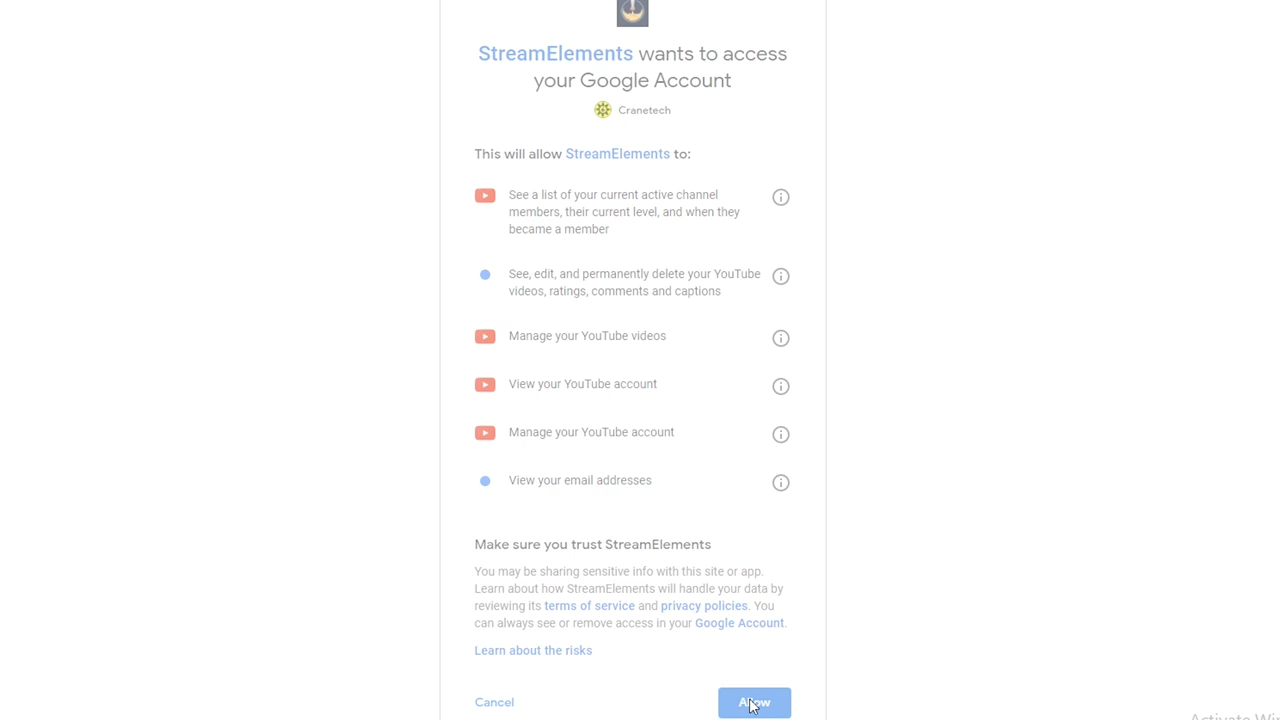 StreamElements wants to access
your Google Account
Cranetech
This will allow StreamElements to:
See a list of your current active channel
members, their current level, and when they
became a member
See, edit, and permanently delete your YouTube
videos, ratings, comments and captions
Manage your YouTube videos
View your YouTube account
Manage your YouTube account
View your email addresses
Make sure you trust StreamElements
You may be sharing sensitive info with this site or app.
Learn about how StreamElements will handle your data by
reviewing its terms of service and privacy policies. You
can always see or remove access in your Google Account.
Learn about the risks
Cancel
Allow
Activate